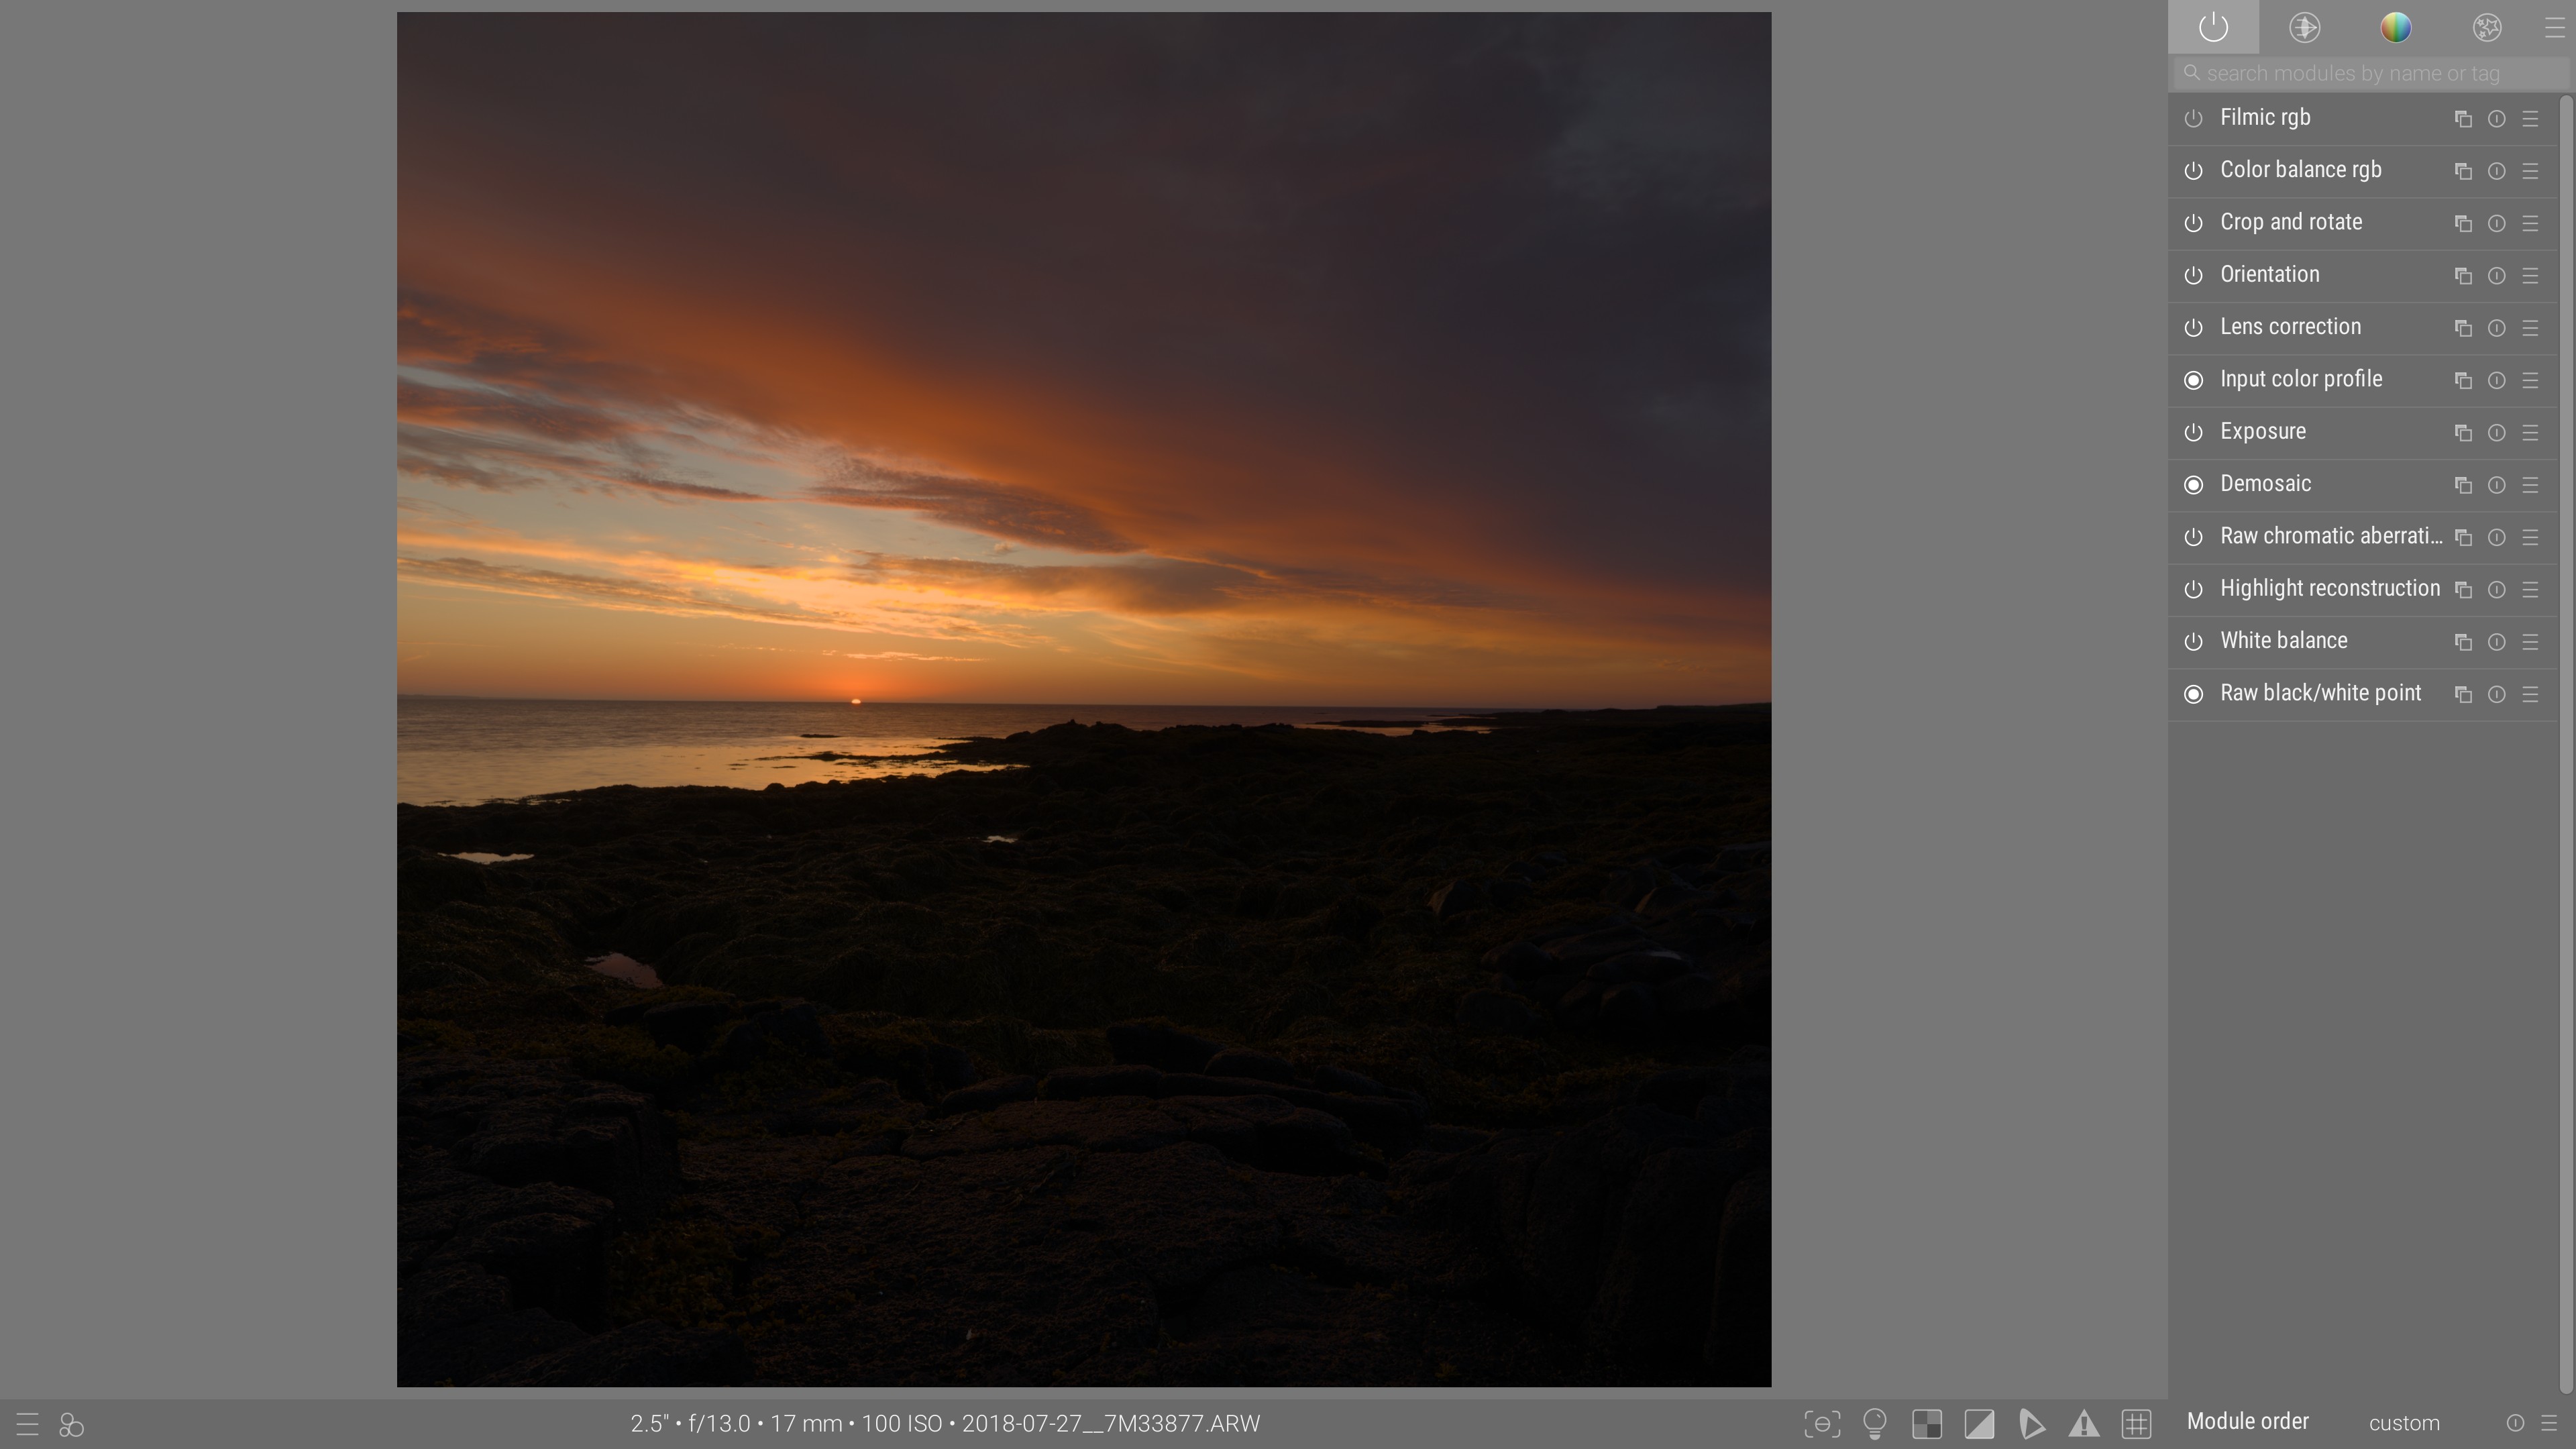 search modules by name or tag
Filmic rgb
Color balance rgb
Crop and rotate
Orientation
Lens correction
Input color profile
Exposure
Demosaic
Raw chromatic aberrati...
Highlight reconstruction
White balance
Raw black/white point
2.5" • f/13.0 • 17 mm • 100 ISO • 2018-07-27__7M33877.ARW
Module order custom